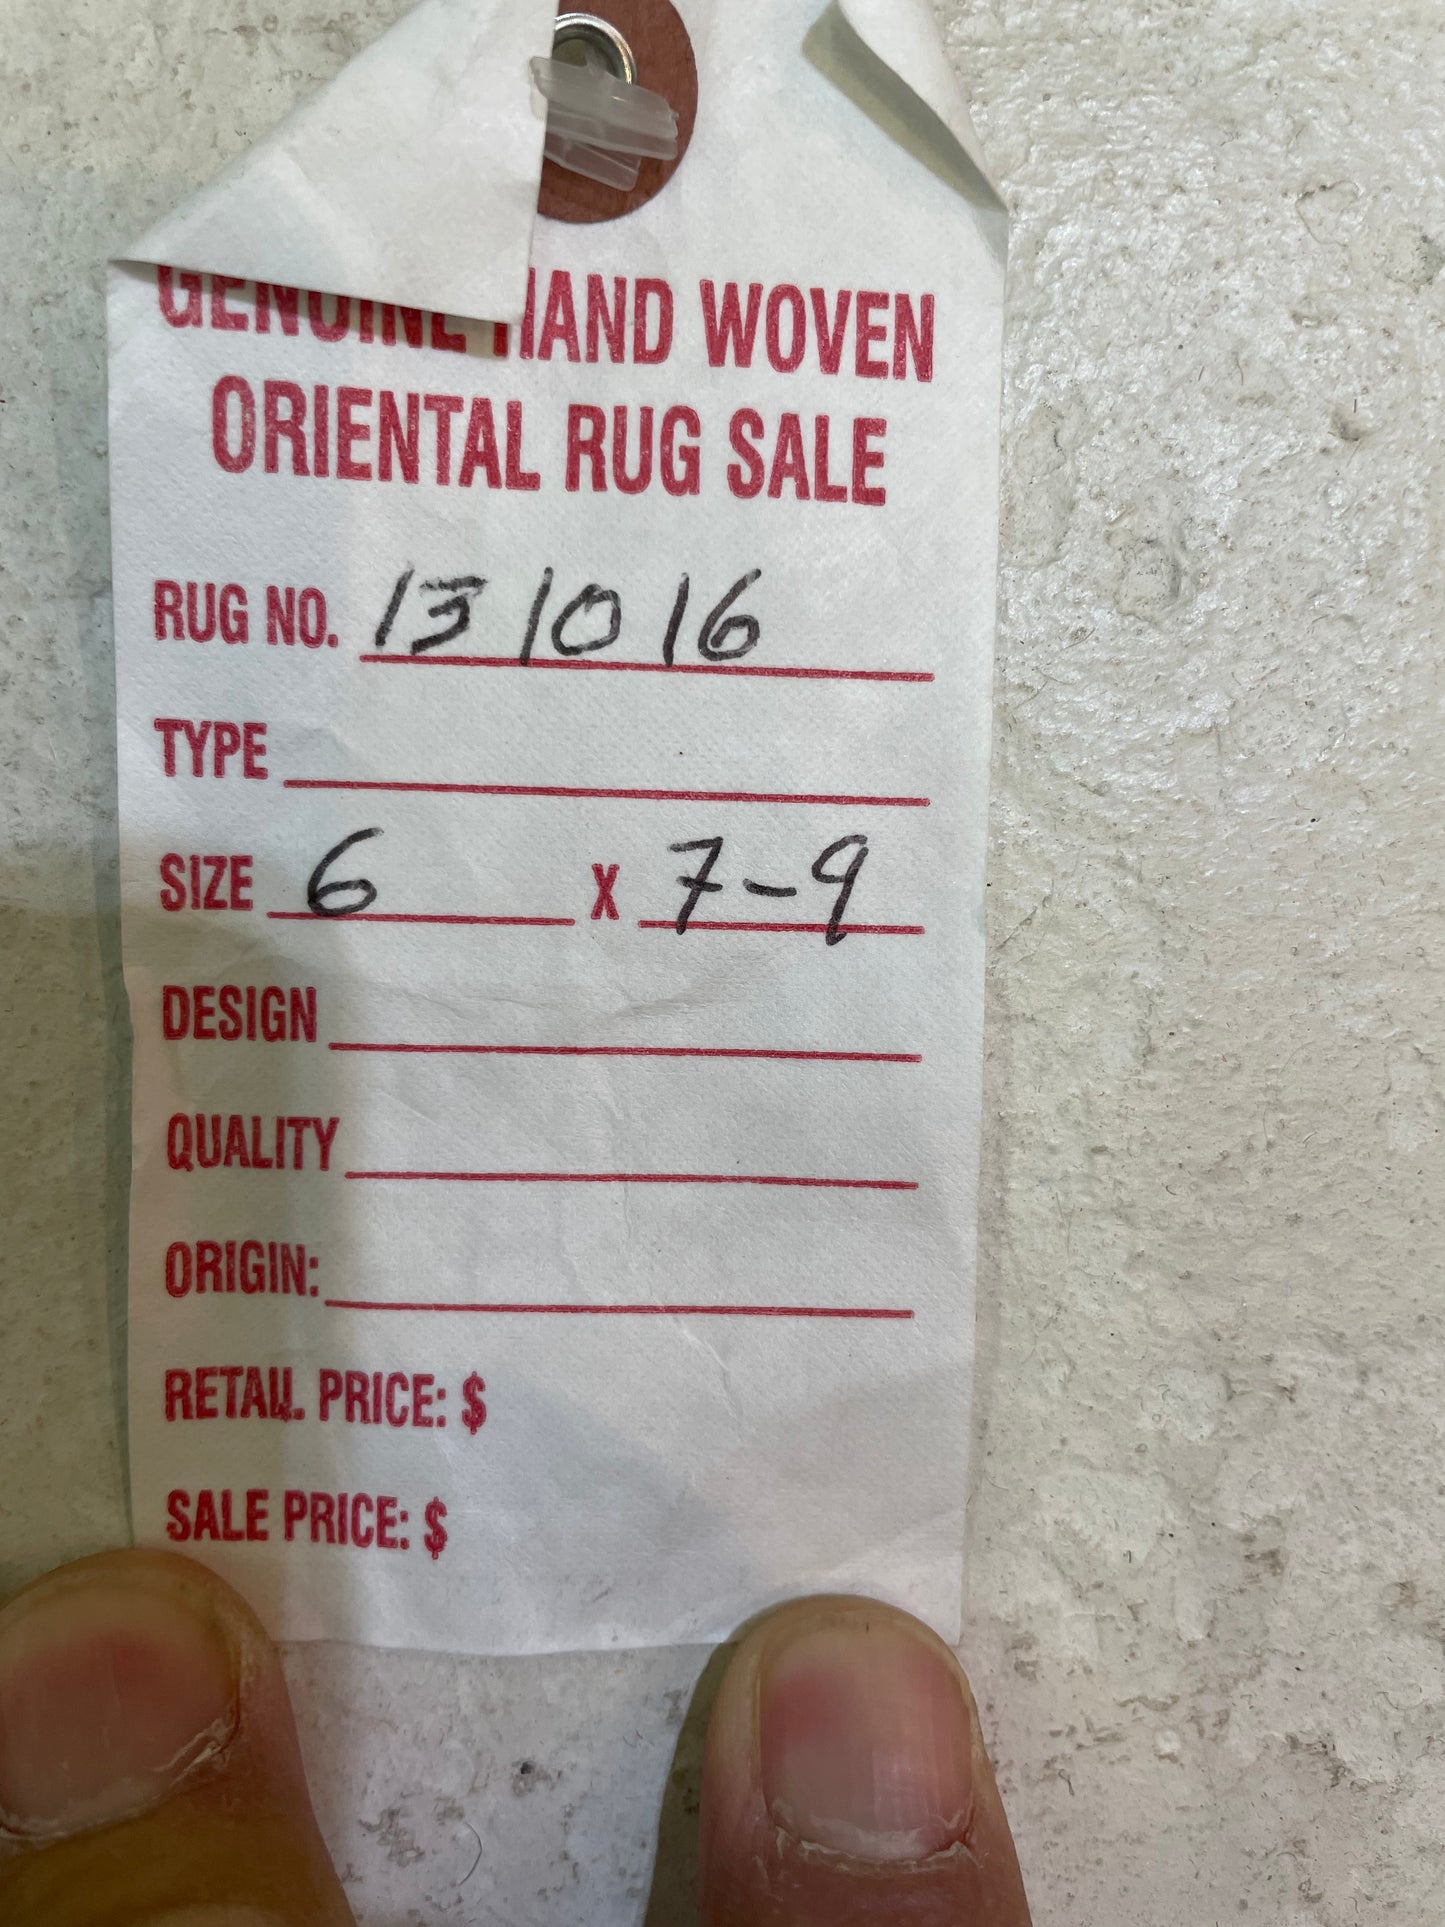 GENUINE HAND WOVEN
ORIENTAL RUG SALE
RUG NO. 131016
TYPE
SIZE 6 X 7-9
DESIGN
QUALITY
ORIGIN:
RETAIL PRICE: $
SALE PRICE: $